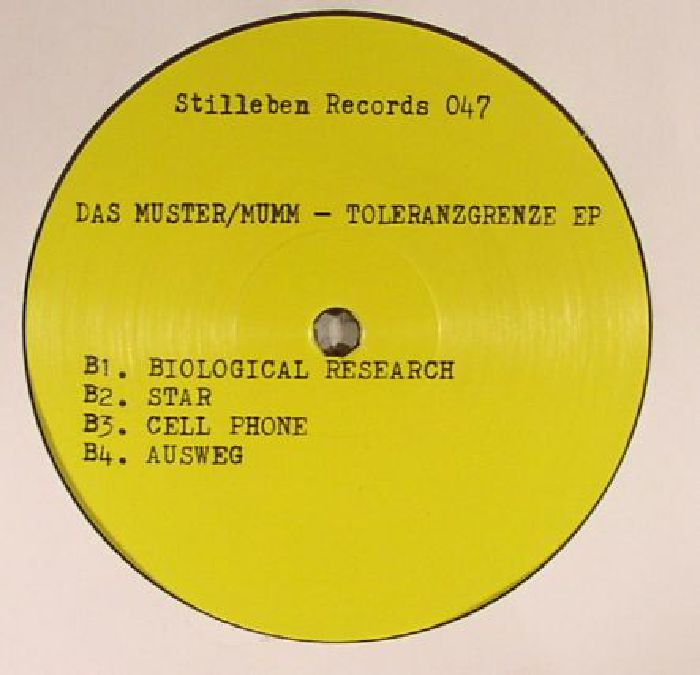 Stilleben Records 047
DAS MUSTER/MUMM - TOLERANZGRENZE EP
B1. BIOLOGICAL RESEARCH
B2. STAR
B3. CELL PHONE
B4. AUSWEG